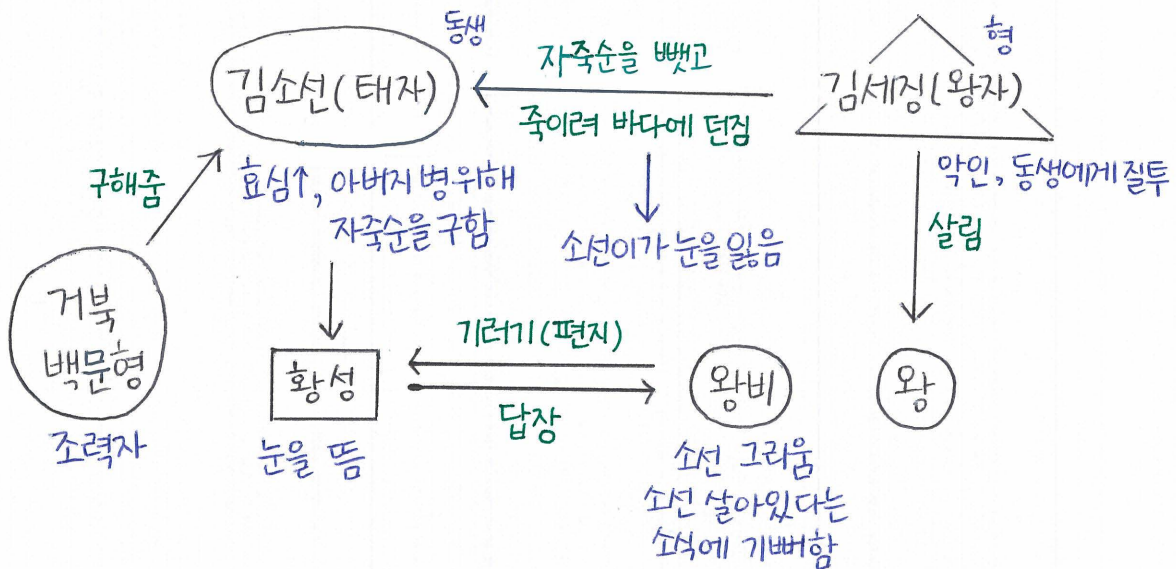 동생
김소선(태자)
자죽순을 뺏고
죽이려 바다에 던짐
형
김세징(왕자)
구해줌
효심↑, 아버지 병 위해
자죽순을 구함
소선이가 눈을 잃음
악인, 동생에게 질투
살림
거북
백문형
조력자
황성
눈을 뜸
기러기(편지)
답장
왕비
소선 그리움
소선 살아있다는
소식에 기뻐함
왕